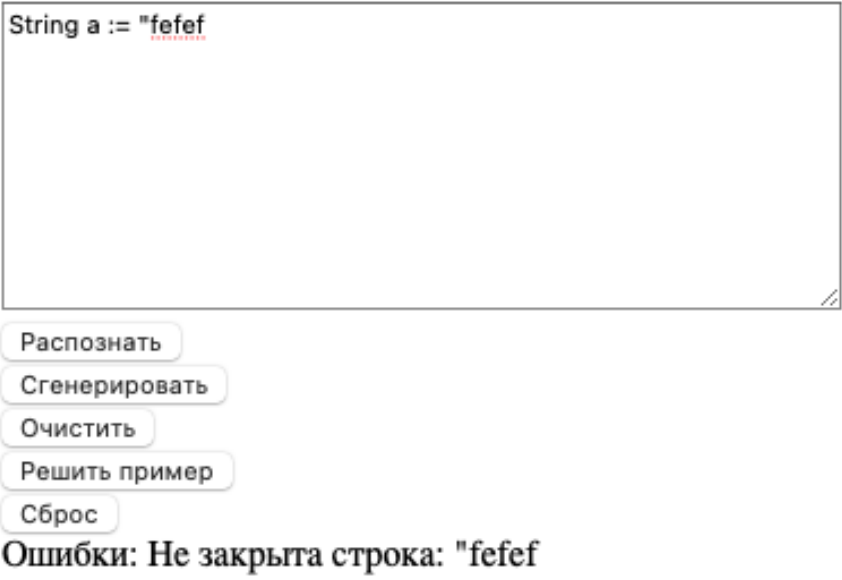 String a := "fefef
Распознать
Сгенерировать
Очистить
Решить пример
Сброс
Ошибки: Не закрыта строка: "fefef